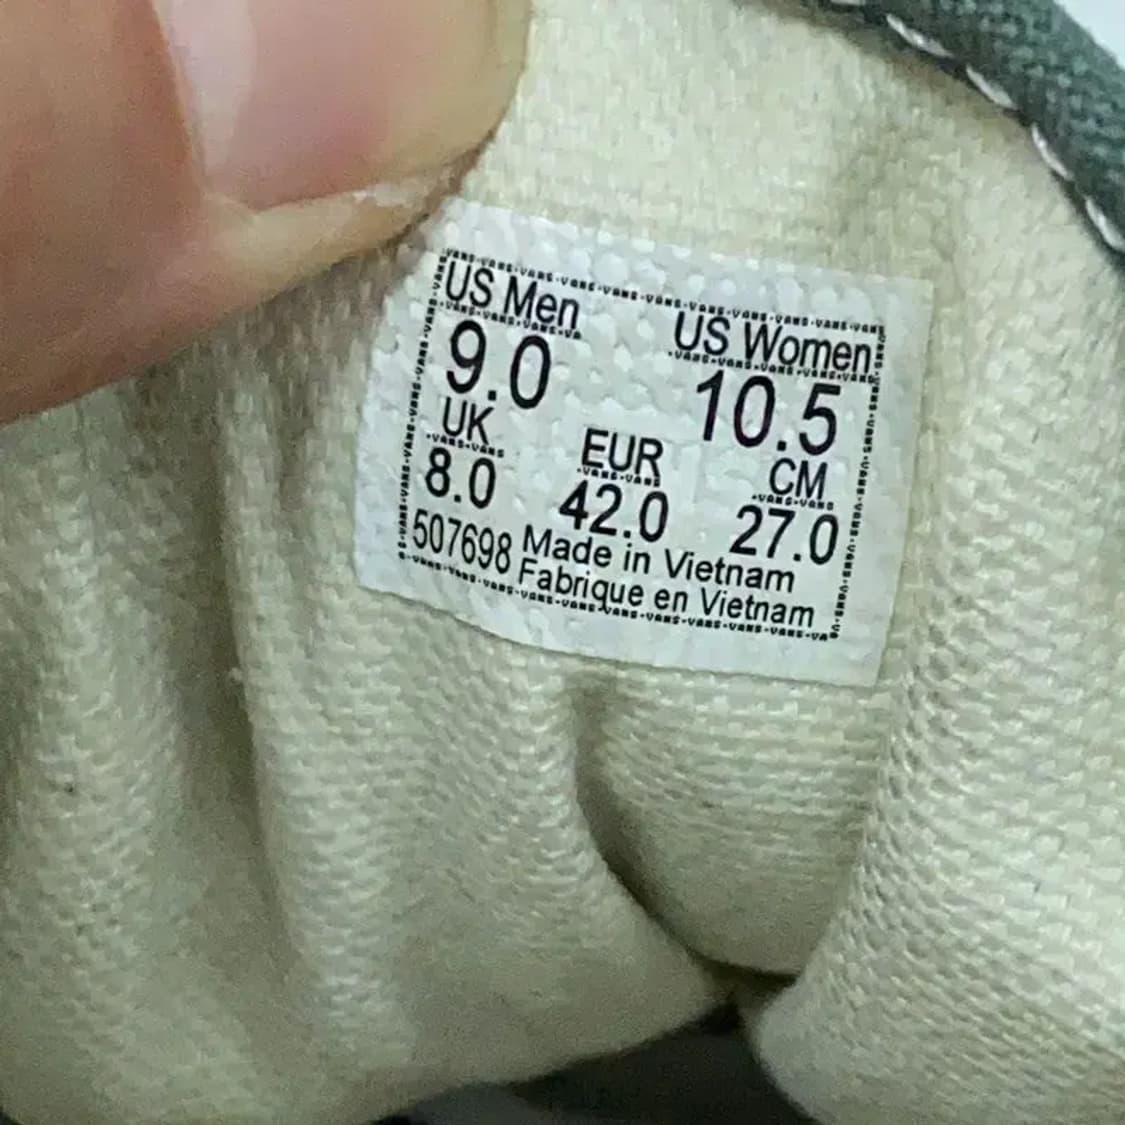 US Men US Women
9.0 10.5
UK EUR CM
8.0 42.0 27.0
507698 Made in Vietnam
Fabrique en Vietnam